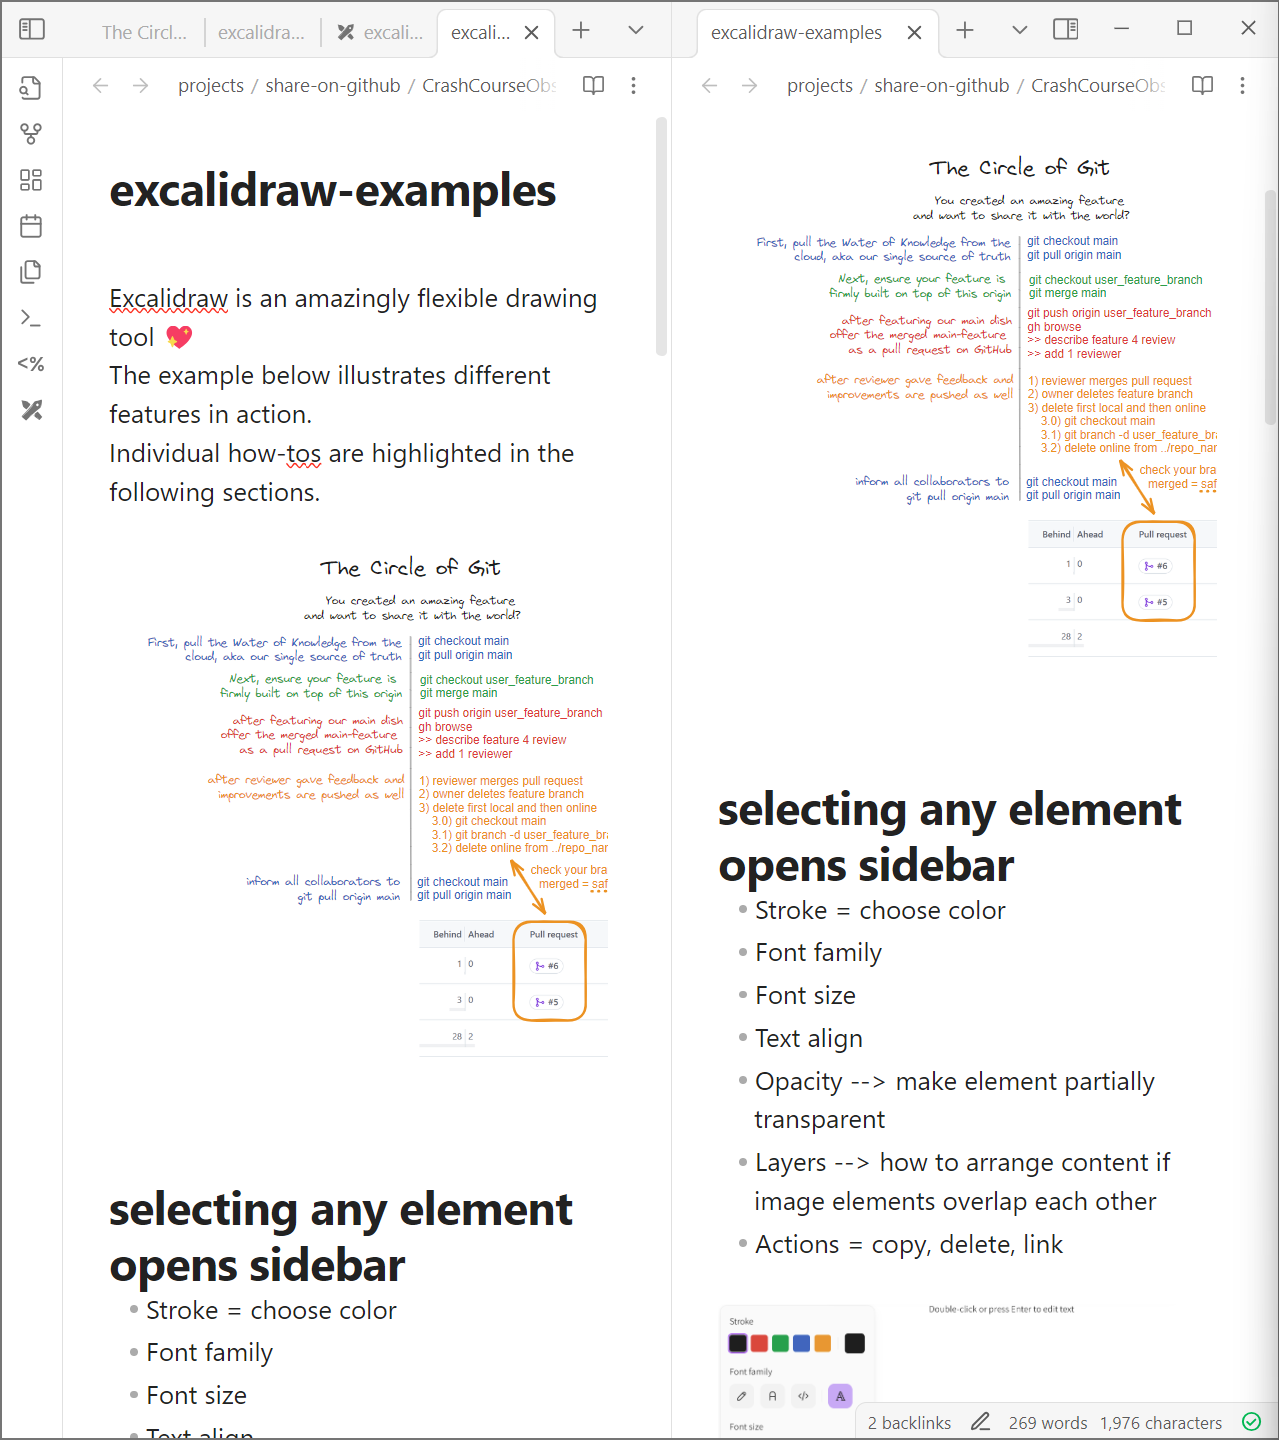 The Circl...
excalidra...
excali...
excali...
projects / share-on-github / CrashCourseObs
excalidraw-examples
Excalidraw is an amazingly flexible drawing
tool 💖
The example below illustrates different
features in action.
Individual how-tos are highlighted in the
following sections.
The Circle of Git
You created an amazing feature
and want to share it with the world?
First, pull the Water of Knowledge from the
cloud, aka our single source of truth
git checkout main
git pull origin main
Next, ensure your feature is
firmly built on top of this origin
git checkout user_feature_branch
git merge main
after featuring our main dish
offer the merged main-feature
as a pull request on GitHub
git push origin user_feature_branch
gh browse
>> describe feature 4 review
>> add 1 reviewer
after reviewer gave feedback and
improvements are pushed as well
1) reviewer merges pull request
2) owner deletes feature branch
3) delete first local and then online
3.0) git checkout main
3.1) git branch -d user_feature_bra
3.2) delete online from ../repo_nar
check your bra
merged = saf
inform all collaborators to
git pull origin main
git checkout main
git pull origin main
Behind Ahead Pull request
1 0 #6
3 0 #5
28 2
selecting any element
opens sidebar
Stroke = choose color
Font family
Font size
Text align
excalidraw-examples
projects / share-on-github / CrashCourseObs
The Circle of Git
You created an amazing feature
and want to share it with the world?
First, pull the Water of Knowledge from the
cloud, aka our single source of truth
git checkout main
git pull origin main
Next, ensure your feature is
firmly built on top of this origin
git checkout user_feature_branch
git merge main
after featuring our main dish
offer the merged main-feature
as a pull request on GitHub
git push origin user_feature_branch
gh browse
>> describe feature 4 review
>> add 1 reviewer
after reviewer gave feedback and
improvements are pushed as well
1) reviewer merges pull request
2) owner deletes feature branch
3) delete first local and then online
3.0) git checkout main
3.1) git branch -d user_feature_bra
3.2) delete online from ../repo_nar
check your bra
merged = saf
inform all collaborators to
git pull origin main
git checkout main
git pull origin main
Behind Ahead Pull request
1 0 #6
3 0 #5
28 2
selecting any element
opens sidebar
Stroke = choose color
Font family
Font size
Text align
Opacity --> make element partially
transparent
Layers --> how to arrange content if
image elements overlap each other
Actions = copy, delete, link
Double-click or press Enter to edit text
Stroke
Font family
Font size
2 backlinks 269 words 1,976 characters